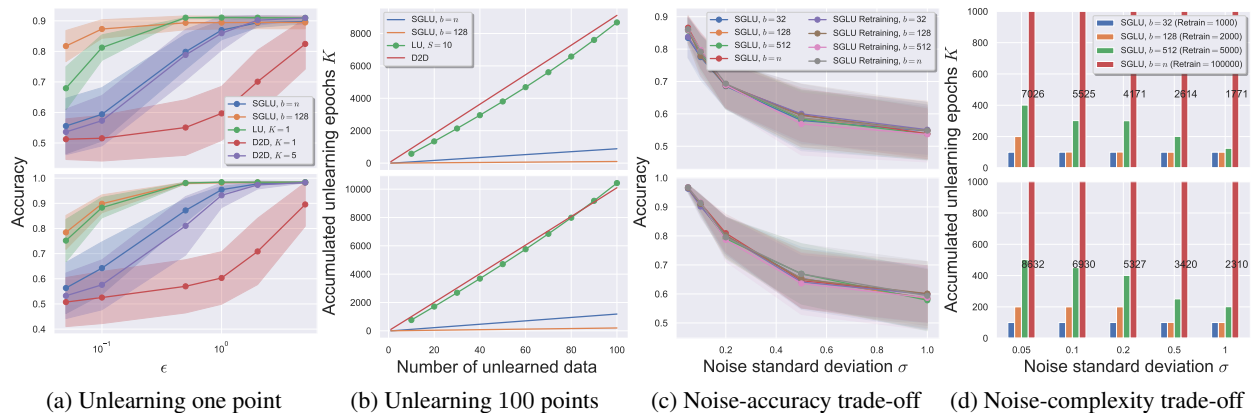 Accuracy
0.9
0.8
0.7
0.6
0.5
SGLU, b = n
SGLU, b = 128
LU, K = 1
D2D, K = 1
D2D, K = 5
1.0
0.9
0.8
0.7
0.6
0.5
0.4
10⁻¹
10⁰
ϵ
(a) Unlearning one point
Accumulated unlearning epochs K
8000
6000
4000
2000
0
SGLU, b = n
SGLU, b = 128
LU, S = 10
D2D
10000
8000
6000
4000
2000
0
0 20 40 60 80 100
Number of unlearned data
(b) Unlearning 100 points
Accuracy
0.9
0.8
0.7
0.6
0.5
SGLU, b = 32
SGLU, b = 128
SGLU, b = 512
SGLU, b = n
SGLU Retraining, b = 32
SGLU Retraining, b = 128
SGLU Retraining, b = 512
SGLU Retraining, b = n
1.0
0.9
0.8
0.7
0.6
0.5
0.2 0.4 0.6 0.8 1.0
Noise standard deviation σ
(c) Noise-accuracy trade-off
Accumulated unlearning epochs K
1000
800
600
400
200
0
SGLU, b = 32 (Retrain=1000)
SGLU, b = 128 (Retrain=2000)
SGLU, b = 512 (Retrain=5000)
SGLU, b = n (Retrain=100000)
7026 5525 4171 2614 1771
1000
800
600
400
200
0
8632 6930 5327 3420 2310
0.05 0.1 0.2 0.5 1
Noise standard deviation σ
(d) Noise-complexity trade-off